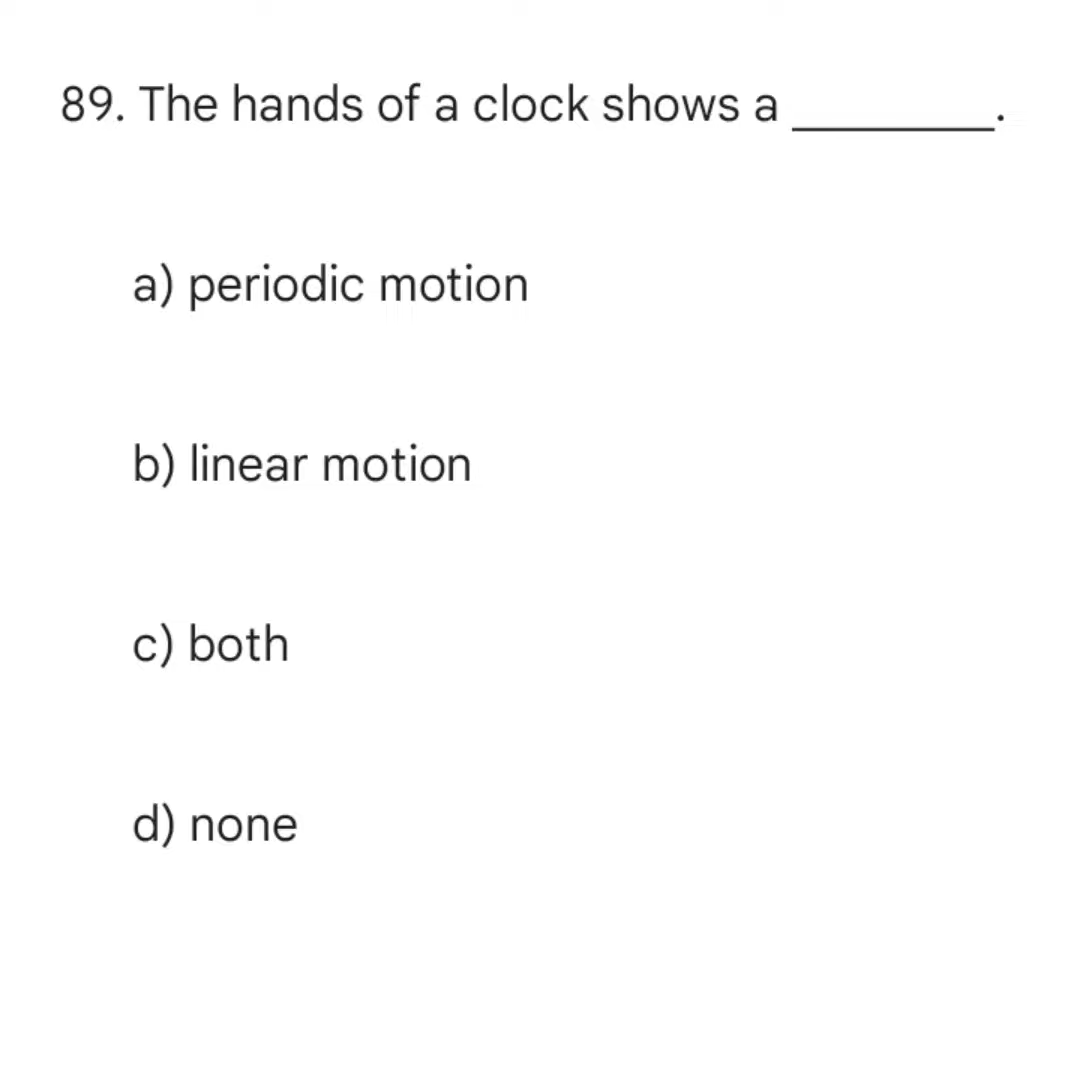 89. The hands of a clock shows a ________.
a) periodic motion
b) linear motion
c) both
d) none